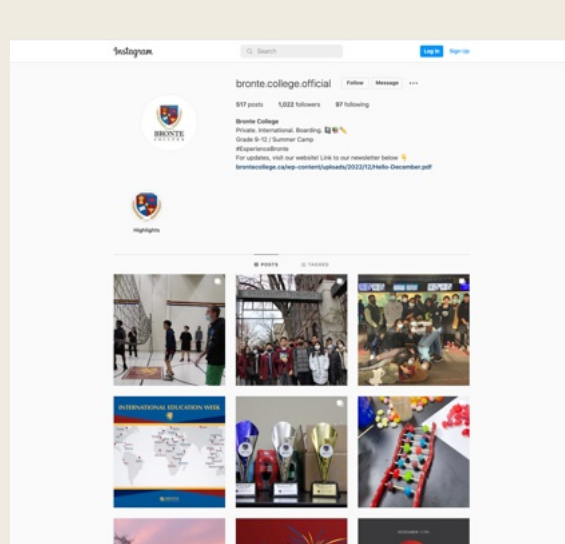 Instagram
Search
Log In
Sign Up
bronte.college.official
Follow
Message
517 posts 1,022 followers 97 following
Bronte College
Private. International. Boarding.
Grade 9-12 / Summer Camp
#ExperienceBronte
For updates, visit our website! Link to our newsletter below 👇
brontecollege.ca/wp-content/uploads/2022/12/Hello-December.pdf
BRONTE
COLLEGE
Highlights
POSTS
TAGGED
INTERNATIONAL EDUCATION WEEK
BRONTE
NOVEMBER 11TH